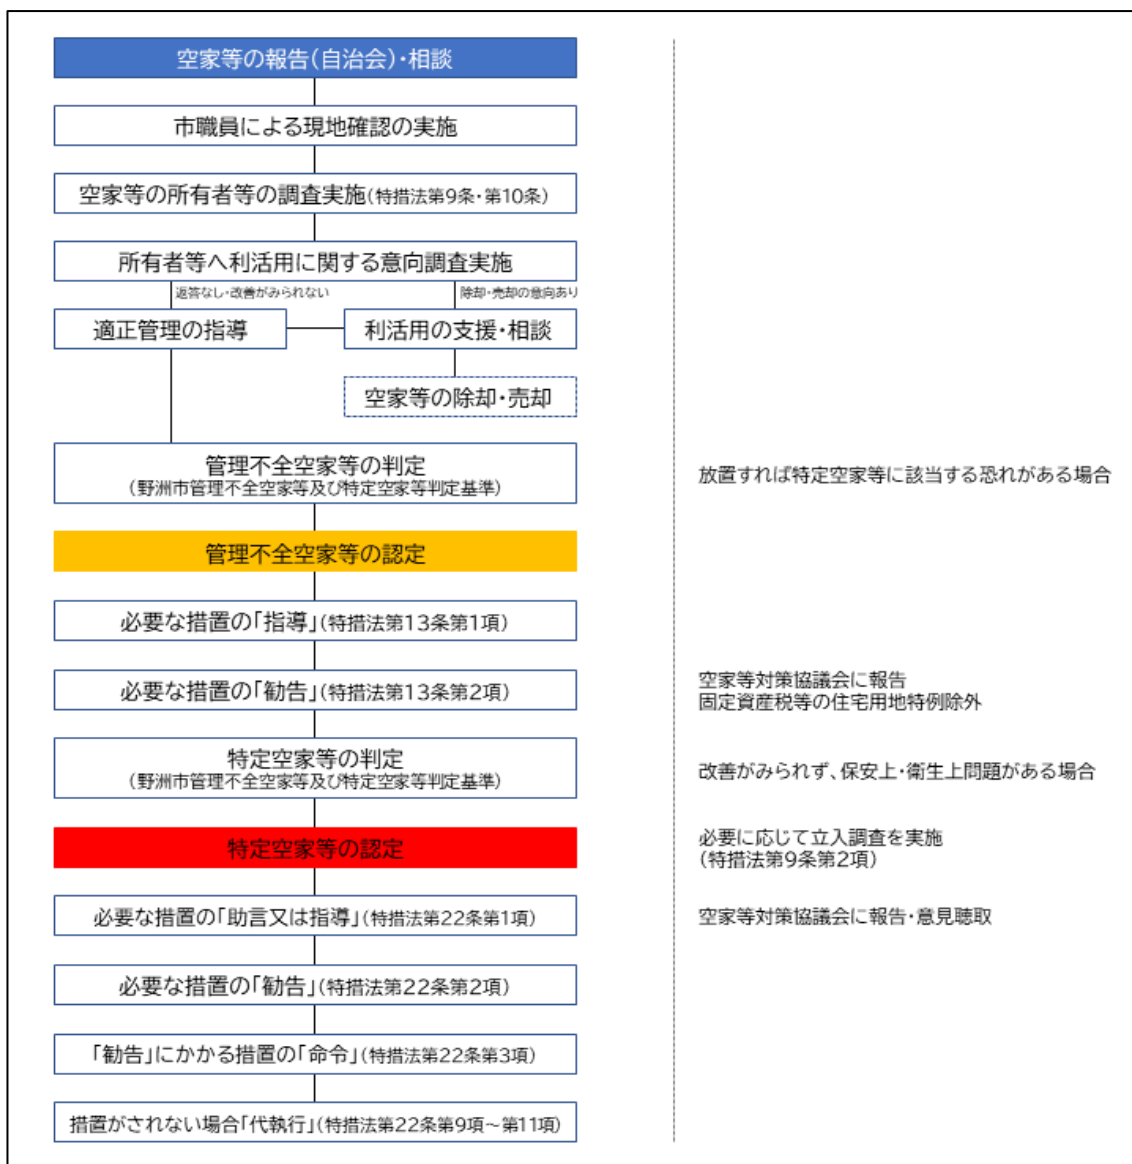 空家等の報告(自治会)・相談
市職員による現地確認の実施
空家等の所有者等の調査実施(特措法第9条・第10条)
所有者等へ利活用に関する意向調査実施
返答なし・改善がみられない
除却・売却の意向あり
適正管理の指導
利活用の支援・相談
空家等の除却・売却
管理不全空家等の判定
(野洲市管理不全空家等及び特定空家等判定基準)
放置すれば特定空家等に該当する恐れがある場合
管理不全空家等の認定
必要な措置の「指導」(特措法第13条第1項)
必要な措置の「勧告」(特措法第13条第2項)
空家等対策協議会に報告
固定資産税等の住宅用地特例除外
特定空家等の判定
(野洲市管理不全空家等及び特定空家等判定基準)
改善がみられず、保安上・衛生上問題がある場合
特定空家等の認定
必要に応じて立入調査を実施
(特措法第9条第2項)
必要な措置の「助言又は指導」(特措法第22条第1項)
空家等対策協議会に報告・意見聴取
必要な措置の「勧告」(特措法第22条第2項)
「勧告」にかかる措置の「命令」(特措法第22条第3項)
措置がされない場合「代執行」(特措法第22条第9項～第11項)